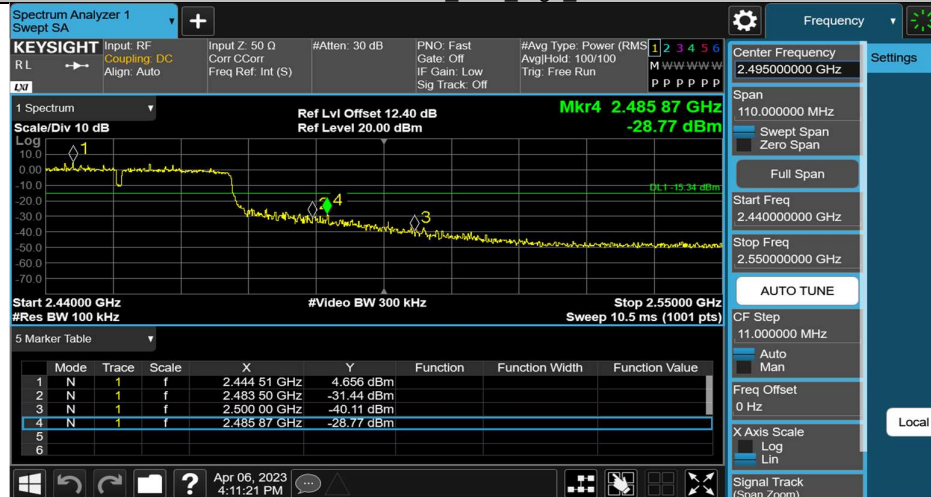 Spectrum Analyzer 1
Swept SA
+
Frequency
KEYSIGHT
RL
LXI
Input: RF
Coupling: DC
Align: Auto
Input Z: 50 Ω
Corr CCorr
Freq Ref: Int (S)
#Atten: 30 dB
PNO: Fast
Gate: Off
IF Gain: Low
Sig Track: Off
#Avg Type: Power (RMS
Avg|Hold: 100/100
Trig: Free Run
1 2 3 4 5 6
M W W W W W
P P P P P P
1 Spectrum
Scale/Div 10 dB
Ref Lvl Offset 12.40 dB
Ref Level 20.00 dBm
Mkr4 2.485 87 GHz
-28.77 dBm
Log
10.0
0.00
-10.0
-20.0
-30.0
-40.0
-50.0
-60.0
-70.0
1
2
4
3
DL1 -15.34 dBm
Start 2.44000 GHz
#Res BW 100 kHz
#Video BW 300 kHz
Stop 2.55000 GHz
Sweep 10.5 ms (1001 pts)
5 Marker Table
Mode Trace Scale X Y Function Function Width Function Value
1 N 1 f 2.444 51 GHz 4.656 dBm
2 N 1 f 2.483 50 GHz -31.44 dBm
3 N 1 f 2.500 00 GHz -40.11 dBm
4 N 1 f 2.485 87 GHz -28.77 dBm
5
6
?
Apr 06, 2023
4:11:21 PM
Center Frequency
2.495000000 GHz
Span
110.000000 MHz
Swept Span
Zero Span
Full Span
Start Freq
2.440000000 GHz
Stop Freq
2.550000000 GHz
AUTO TUNE
CF Step
11.000000 MHz
Auto
Man
Freq Offset
0 Hz
X Axis Scale
Log
Lin
Signal Track
(Span Zoom)
Settings
Local